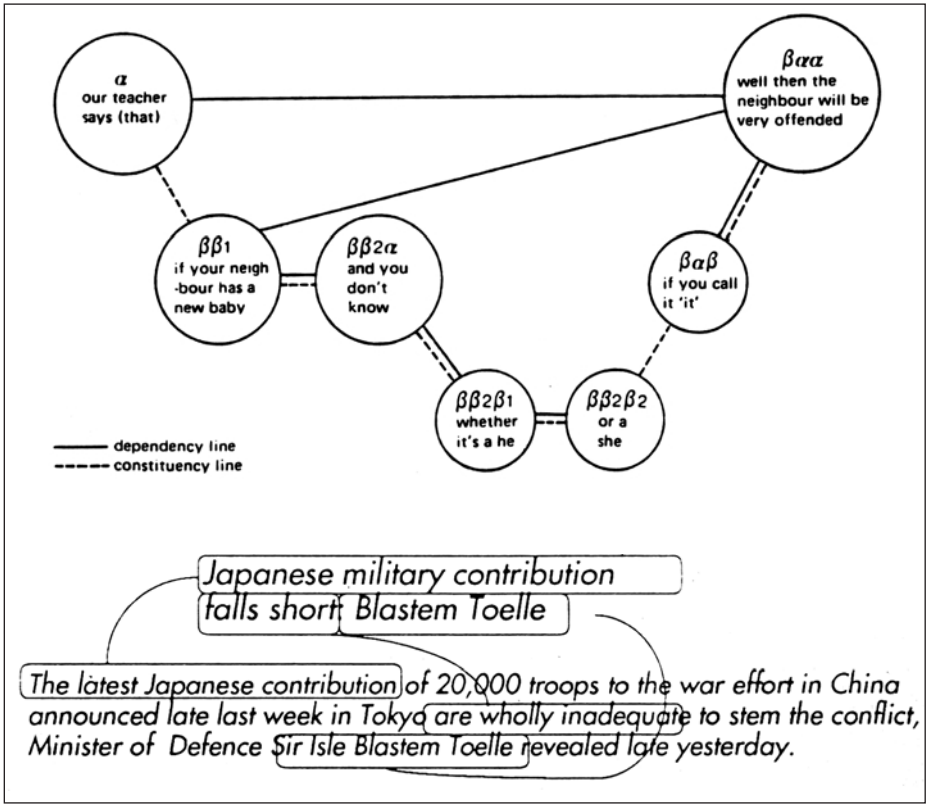 α
our teacher
says (that)
βαα
well then the
neighbour will be
very offended
ββ1
if your neigh
-bour has a
new baby
ββ2α
and you
don't
know
βαβ
if you call
it 'it'
ββ2β1
whether
it's a he
ββ2β2
or a
she
dependency line
constituency line
Japanese military contribution
falls short: Blastem Toelle
The latest Japanese contribution of 20,000 troops to the war effort in China
announced late last week in Tokyo are wholly inadequate to stem the conflict,
Minister of Defence Sir Isle Blastem Toelle revealed late yesterday.